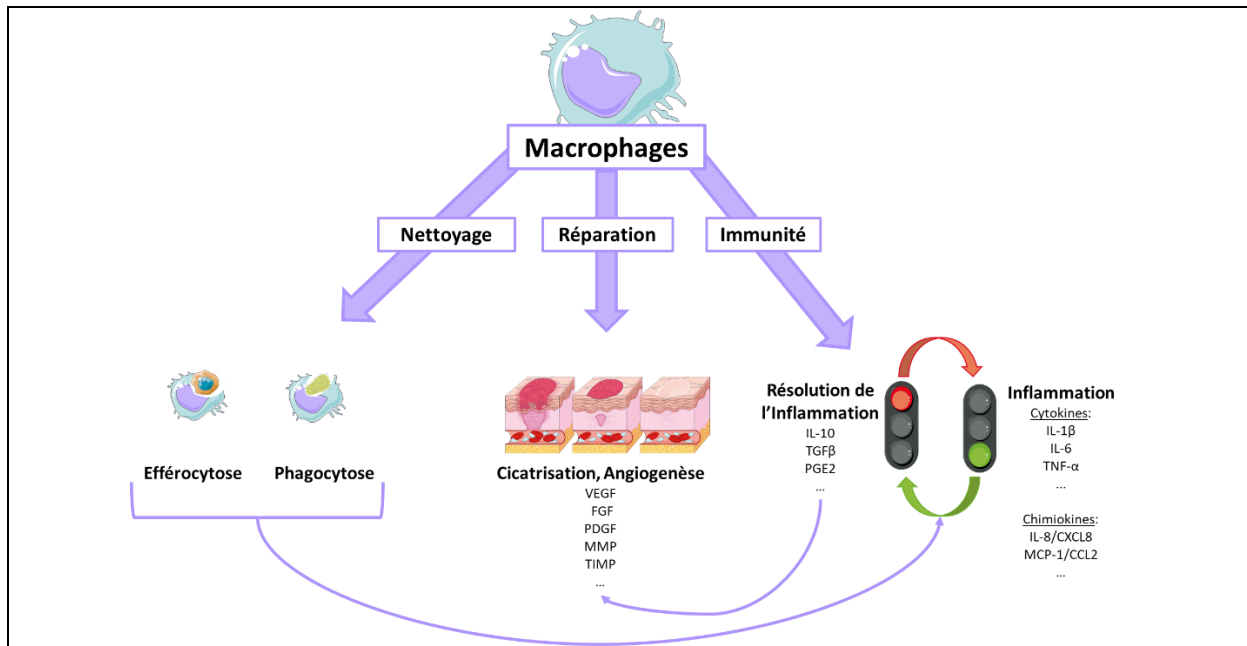 Macrophages
Nettoyage
Réparation
Immunité
Efférocytose
Phagocytose
Cicatrisation, Angiogenèse
VEGF
FGF
PDGF
MMP
TIMP
...
Résolution de
l’Inflammation
IL-10
TGFβ
PGE2
...
Inflammation
Cytokines:
IL-1β
IL-6
TNF-α
...
Chimiokines:
IL-8/CXCL8
MCP-1/CCL2
...